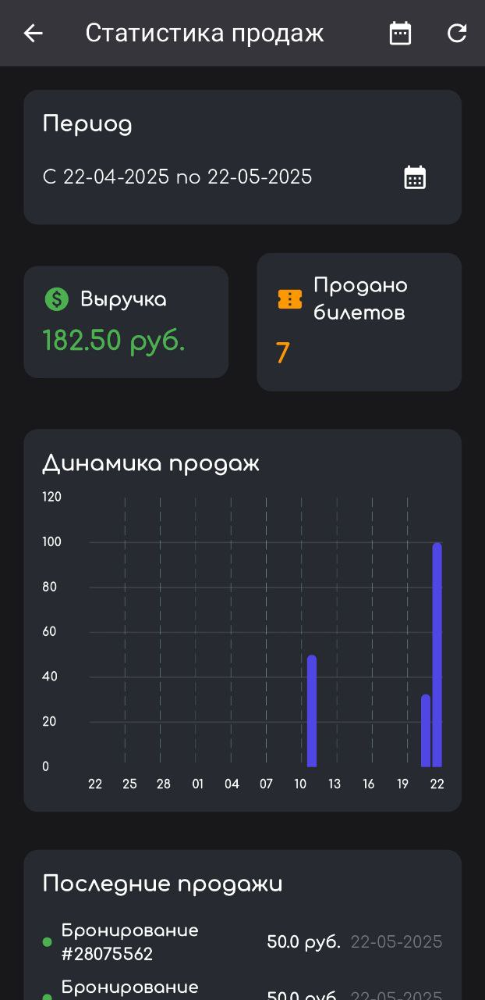 Статистика продаж
Период
С 22-04-2025 по 22-05-2025
Выручка
182.50 руб.
Продано
билетов
7
Динамика продаж
120
100
80
60
40
20
0
22 25 28 01 04 07 10 13 16 19 22
Последние продажи
Бронирование
#28075562
50.0 руб. 22-05-2025
Бронирование
50.0 руб. 22-05-2025